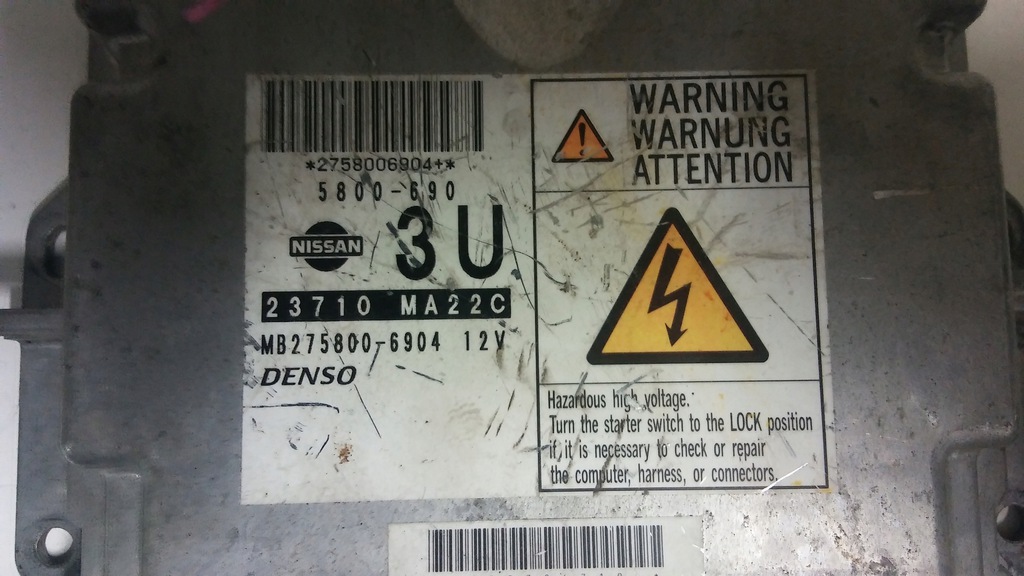 *2758006904+*
5800-690
NISSAN
3U
23710 MA22C
MB275800-6904 12V
DENSO
WARNING
WARNUNG
ATTENTION
Hazardous high voltage.
Turn the starter switch to the LOCK position
if it is necessary to check or repair
the computer, harness, or connectors.